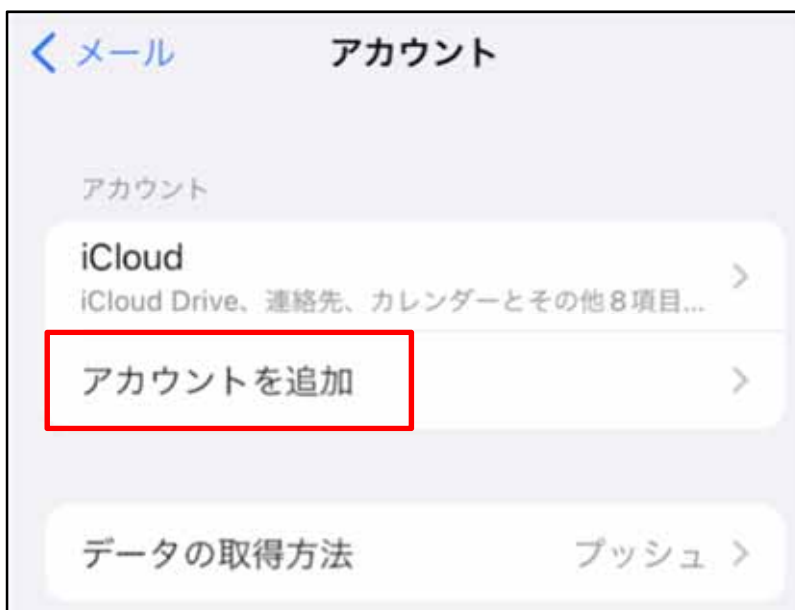 メール
アカウント
アカウント
iCloud
iCloud Drive、連絡先、カレンダーとその他8項目...
アカウントを追加
データの取得方法 プッシュ